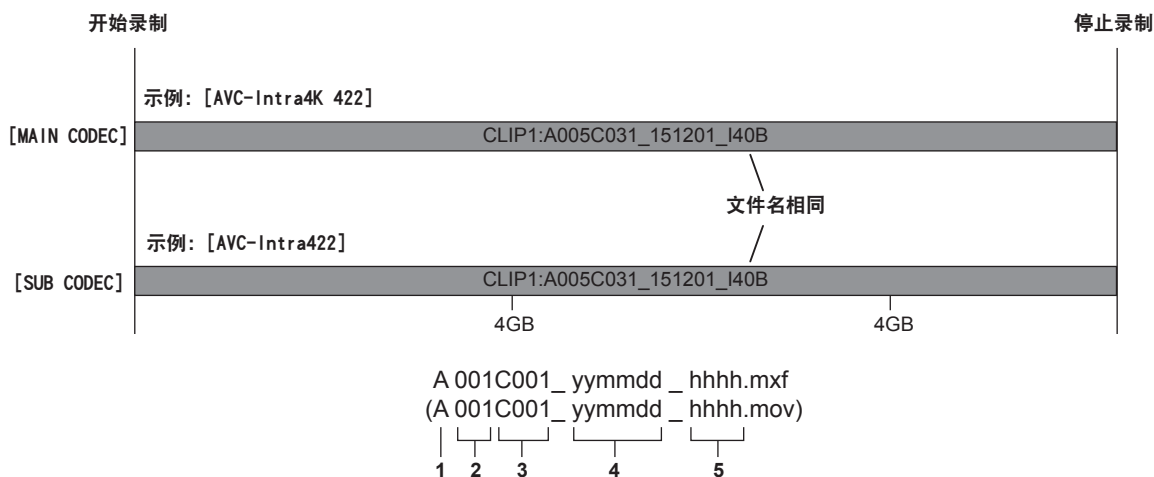 开始录制 停止录制
示例: [AVC-Intra4K 422]
[MAIN CODEC] CLIP1:A005C031_151201_I40B
文件名相同
示例: [AVC-Intra422]
[SUB CODEC] CLIP1:A005C031_151201_I40B
4GB 4GB
A 001C001_ yymmdd _ hhhh.mxf
(A 001C001_ yymmdd _ hhhh.mov)
1 2 3 4 5